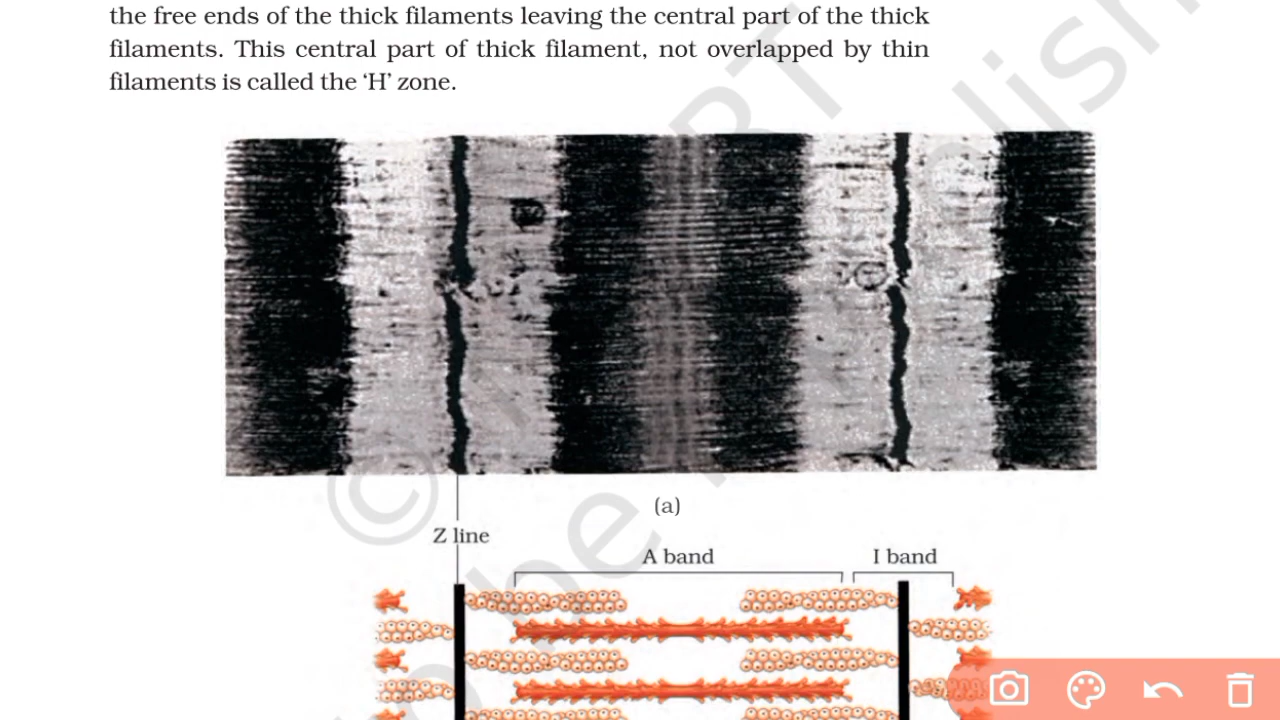 the free ends of the thick filaments leaving the central part of the thick
filaments. This central part of thick filament, not overlapped by thin
filaments is called the ‘H’ zone.
(a)
Z line
A band
I band